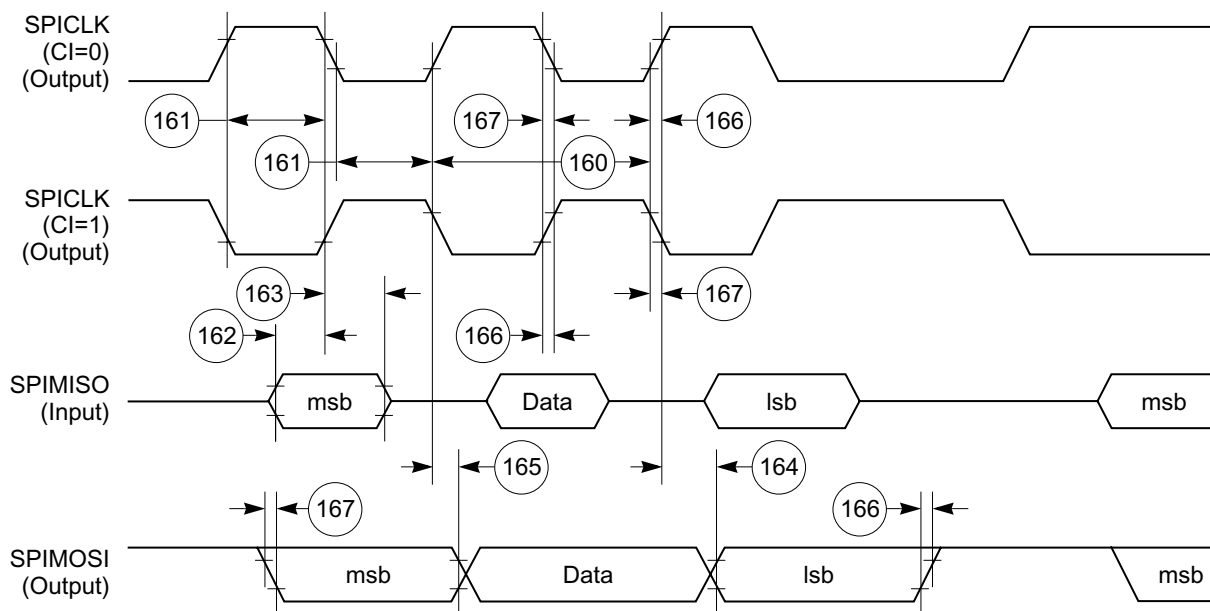 SPICLK
(CI=0)
(Output)
161
167
166
161
160
SPICLK
(CI=1)
(Output)
163
167
162
166
SPIMISO
(Input)
msb
Data
lsb
msb
165
164
167
166
SPIMOSI
(Output)
msb
Data
lsb
msb